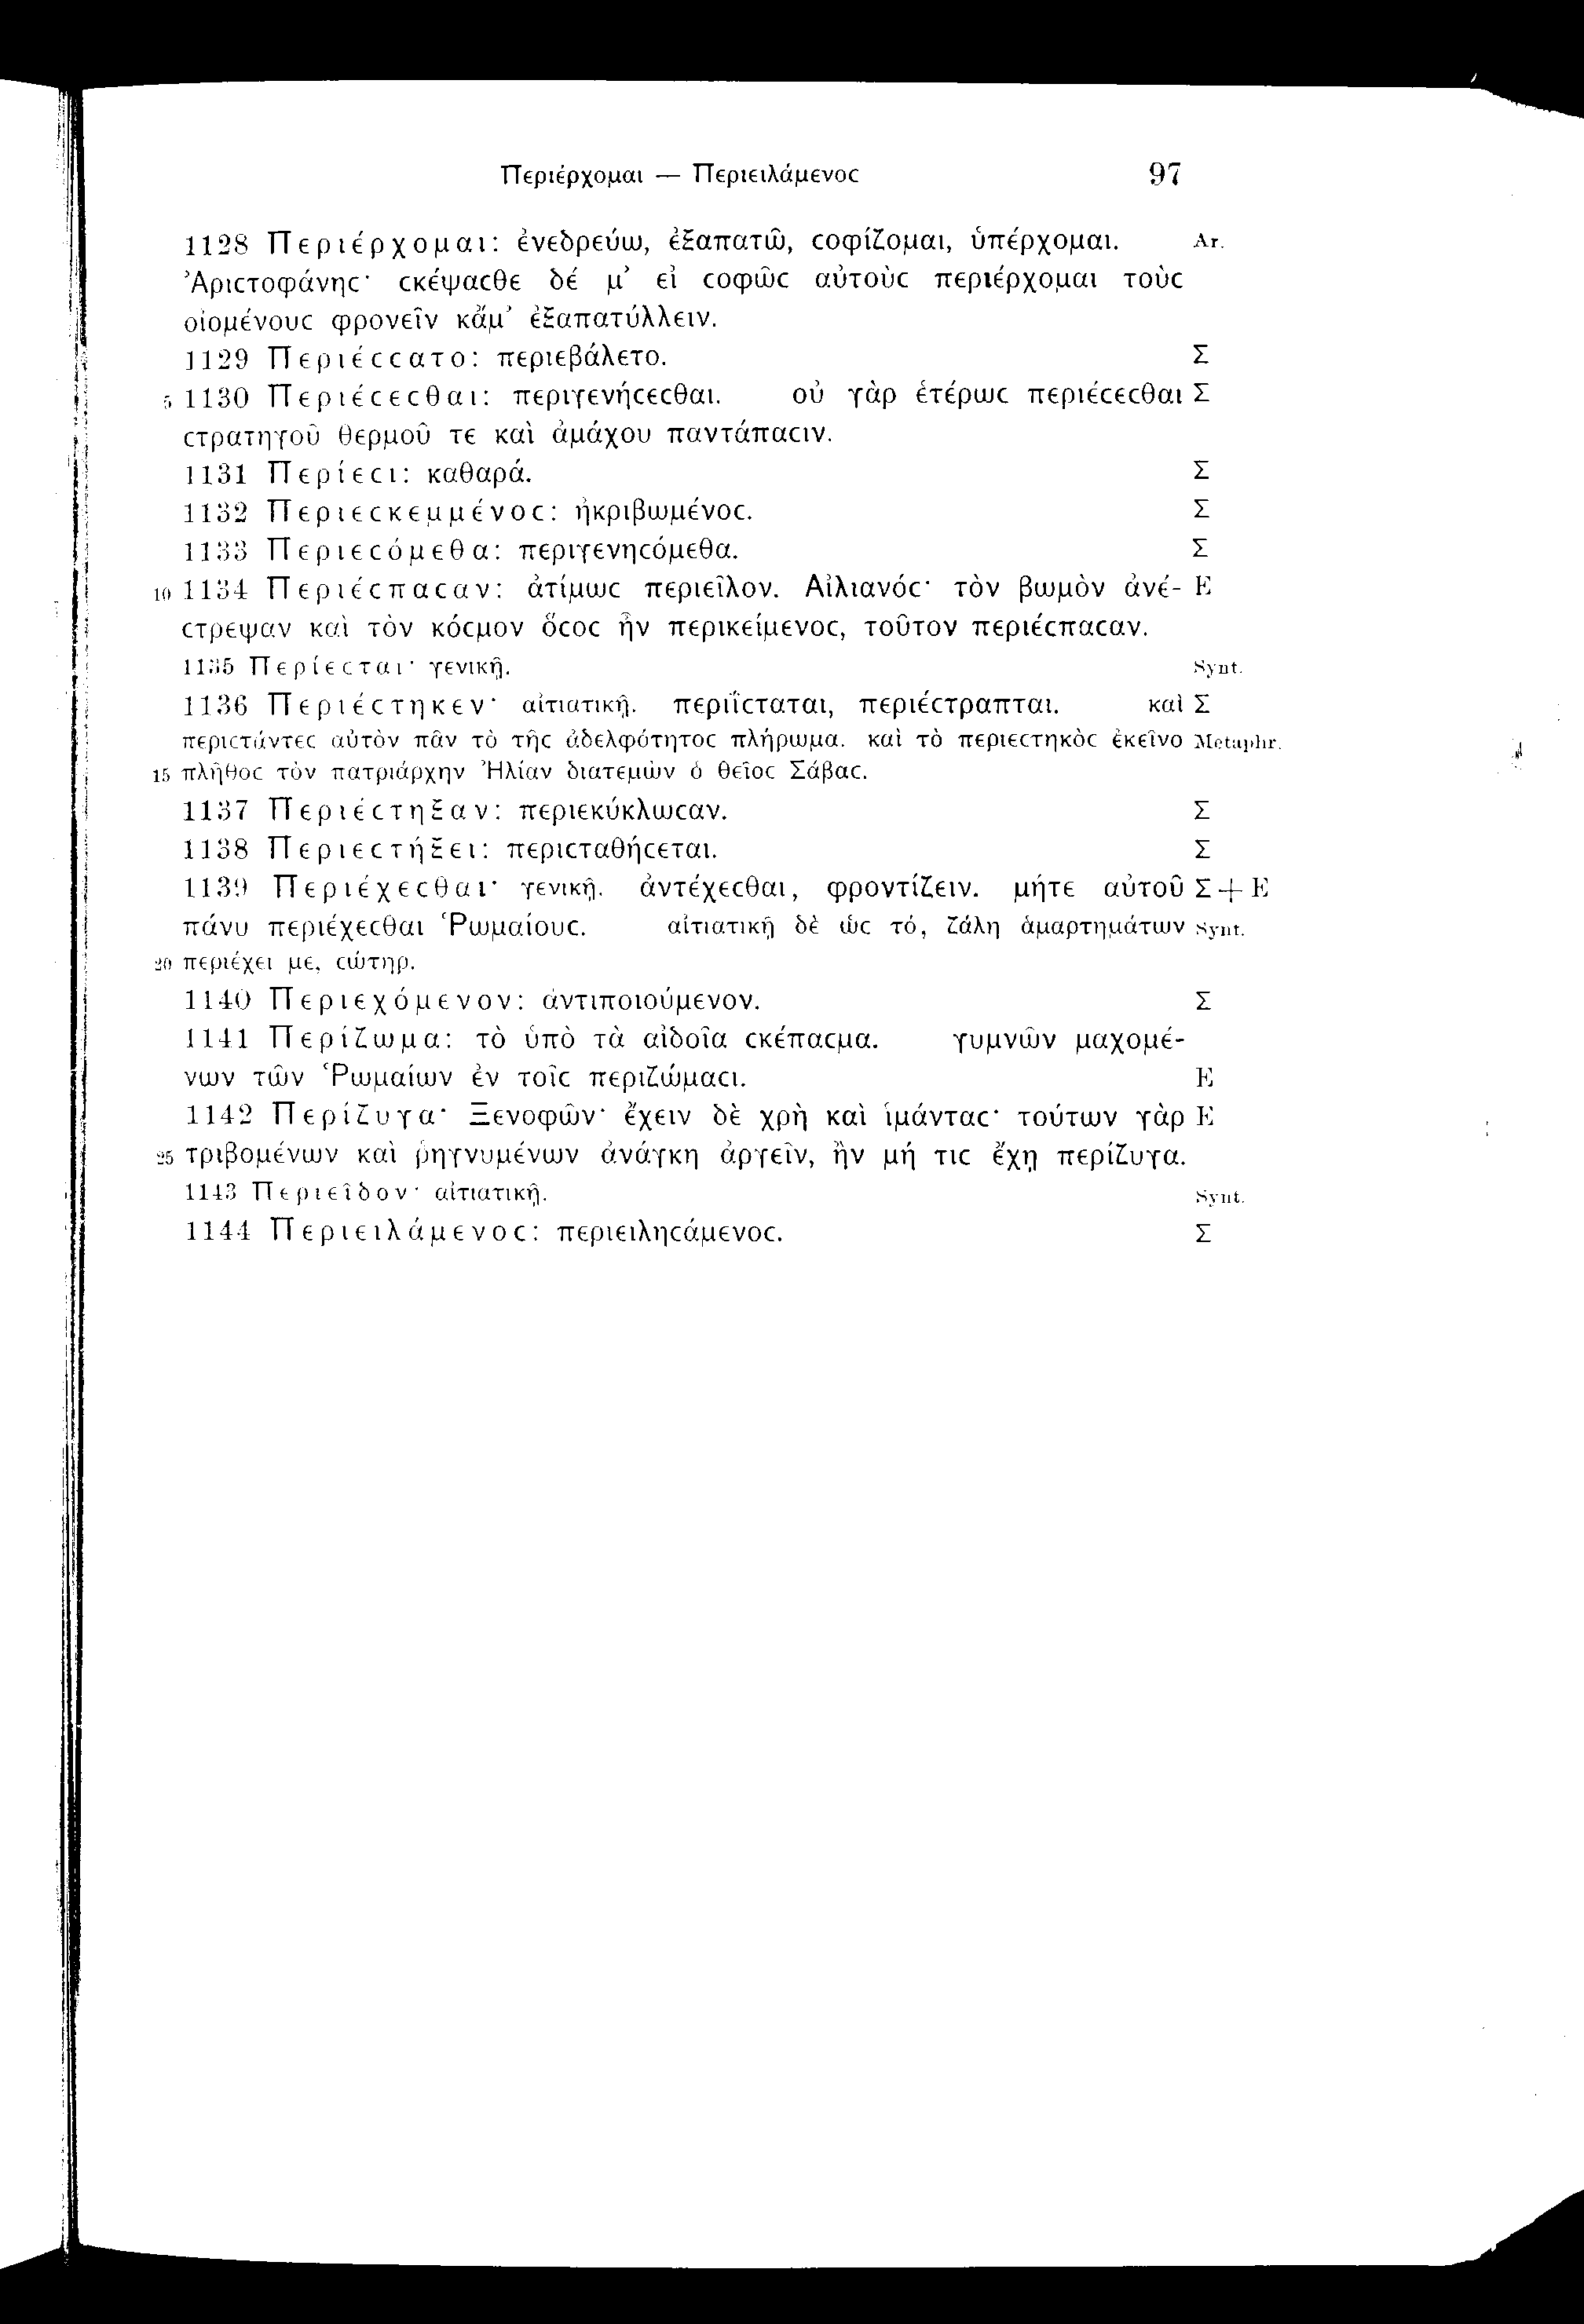 Περιέρχομαι — Περιειλάμενοϲ 97
1128 Περιέρχομαι: ἐνεδρεύω, ἐξαπατῶ, ϲοφίζομαι, ὑπέρχομαι. Ar.
Ἀριϲτοφάνηϲ· ϲκέψαϲθε δέ μ’ εἰ ϲοφῶϲ αὐτοὺϲ περιέρχομαι τοὺϲ
οἰομένουϲ φρονεῖν κἄμ’ ἐξαπατύλλειν.
1129 Περιέϲϲατο: περιεβάλετο. Σ
5 1130 Περιέϲεϲθαι: περιγενήϲεϲθαι. οὐ γὰρ ἑτέρωϲ περιέϲεϲθαι Σ
ϲτρατηγοῦ θερμοῦ τε καὶ ἀμάχου παντάπαϲιν.
1131 Περίεϲι: καθαρά. Σ
1132 Περιεϲκεμμένοϲ: ἠκριβωμένοϲ. Σ
1133 Περιεϲόμεθα: περιγενηϲόμεθα. Σ
10 1134 Περιέϲπαϲαν: ἀτίμωϲ περιεῖλον. Αἰλιανόϲ· τὸν βωμὸν ἀνέ- E
ϲτρεψαν καὶ τὸν κόϲμον ὅϲοϲ ἦν περικείμενοϲ, τοῦτον περιέϲπαϲαν.
1135 Περίεϲται· γενικῇ. Synt.
1136 Περιέϲτηκεν· αἰτιατικῇ. περιΐϲταται, περιέϲτραπται. καὶ Σ
περιϲτάντεϲ αὐτὸν πᾶν τὸ τῆϲ ἀδελφότητοϲ πλήρωμα. καὶ τὸ περιεϲτηκὸϲ ἐκεῖνο Metaphr.
15 πλῆθοϲ τὸν πατριάρχην Ἠλίαν διατεμὼν ὁ θεῖοϲ Σάβαϲ.
1137 Περιέϲτηξαν: περιεκύκλωϲαν. Σ
1138 Περιεϲτήξει: περιϲταθήϲεται. Σ
1139 Περιέχεϲθαι· γενικῇ. ἀντέχεϲθαι, φροντίζειν. μήτε αὐτοῦ Σ+E
πάνυ περιέχεϲθαι Ῥωμαίουϲ. αἰτιατικῇ δὲ ὡϲ τό, ζάλη ἁμαρτημάτων Synt.
20 περιέχει με, ϲώτηρ.
1140 Περιεχόμενον: ἀντιποιούμενον. Σ
1141 Περίζωμα: τὸ ὑπὸ τὰ αἰδοῖα ϲκέπαϲμα. γυμνῶν μαχομέ-
νων τῶν Ῥωμαίων ἐν τοῖϲ περιζώμαϲι. E
1142 Περίζυγα· Ξενοφῶν· ἔχειν δὲ χρὴ καὶ ἱμάνταϲ· τούτων γὰρ E
25 τριβομένων καὶ ῥηγνυμένων ἀνάγκη ἀργεῖν, ἢν μή τιϲ ἔχῃ περίζυγα.
1143 Περιεῖδον· αἰτιατικῇ. Synt.
1144 Περιειλάμενοϲ: περιειληϲάμενοϲ. Σ